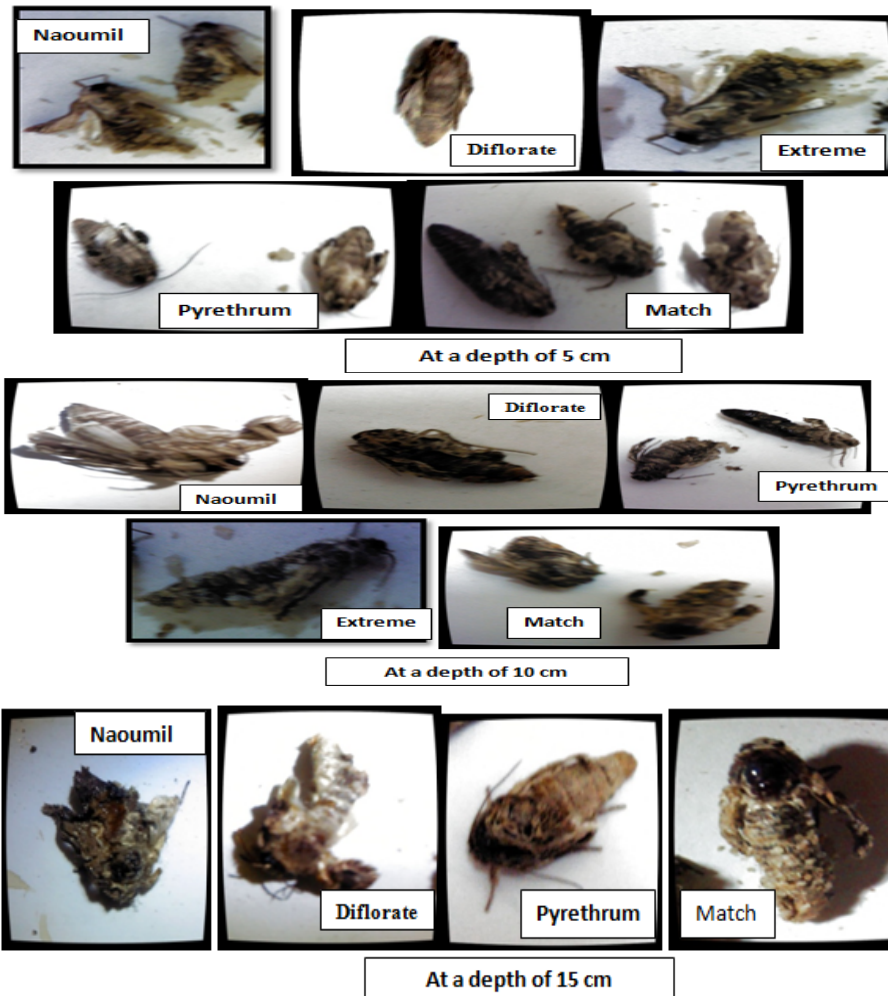 Naoumil
Diflorate
Extreme
Pyrethrum
Match
At a depth of 5 cm
Naoumil
Diflorate
Pyrethrum
Extreme
Match
At a depth of 10 cm
Naoumil
Diflorate
Pyrethrum
Match
At a depth of 15 cm